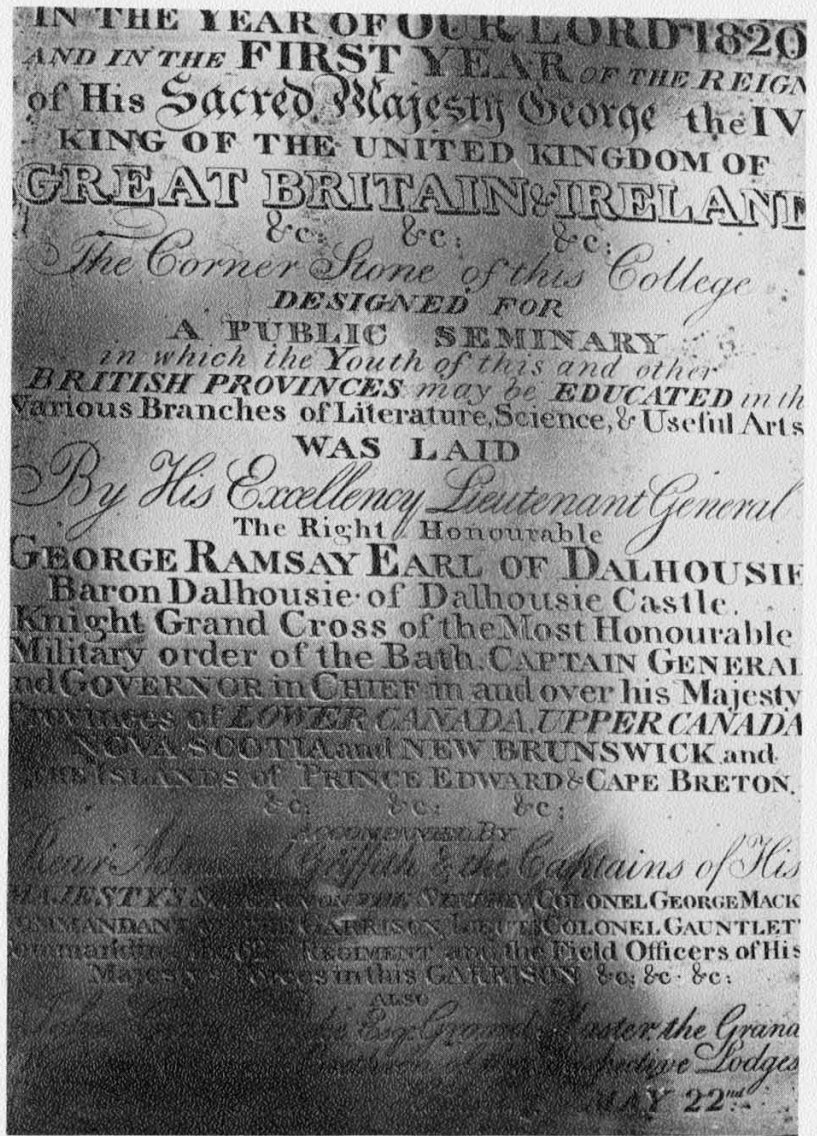 IN THE YEAR OF OUR LORD 1820
AND IN THE FIRST YEAR OF THE REIGN
of His Sacred Majesty George the IV
KING OF THE UNITED KINGDOM OF
GREAT BRITAIN & IRELAND
&c: &c: &c:
The Corner Stone of this College
DESIGNED FOR
A PUBLIC SEMINARY
in which the Youth of this and other
BRITISH PROVINCES may be EDUCATED in th
Various Branches of Literature, Science, & Useful Arts
WAS LAID
By His Excellency Lieutenant General
The Right Honourable
GEORGE RAMSAY EARL OF DALHOUSIE
Baron Dalhousie of Dalhousie Castle.
Knight Grand Cross of the Most Honourable
Military order of the Bath. CAPTAIN GENERAL
nd GOVERNOR in CHIEF in and over his Majesty
Provinces of LOWER CANADA, UPPER CANADA
NOVA SCOTIA and NEW BRUNSWICK and
THE ISLANDS of PRINCE EDWARD & CAPE BRETON.
&c: &c: &c:
ACCOMPANIED BY
Rear Admiral Griffith & the Captains of His
MAJESTY'S ON THE COLONEL GEORGE MACK
GARRISON, LIEUT: COLONEL GAUNTLET
REGIMENT and the Field Officers of His
in this GARRISON &c: &c: &c:
ALSO
Esq. Grand Master, the Grand
Lodges
MAY 22nd